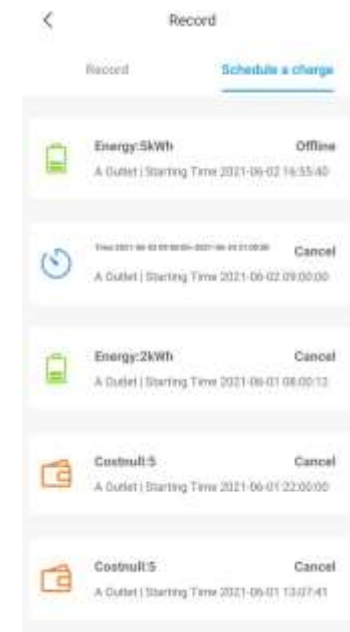 Record
Record Schedule a charge
Energy:5kWh Offline
A Outlet | Starting Time 2021-06-02 16:55:40
Cancel
A Outlet | Starting Time 2021-06-02 09:00:00
Energy:2kWh Cancel
A Outlet | Starting Time 2021-06-01 08:00:12
Costnull:5 Cancel
A Outlet | Starting Time 2021-06-01 22:00:00
Costnull:5 Cancel
A Outlet | Starting Time 2021-06-01 13:07:41